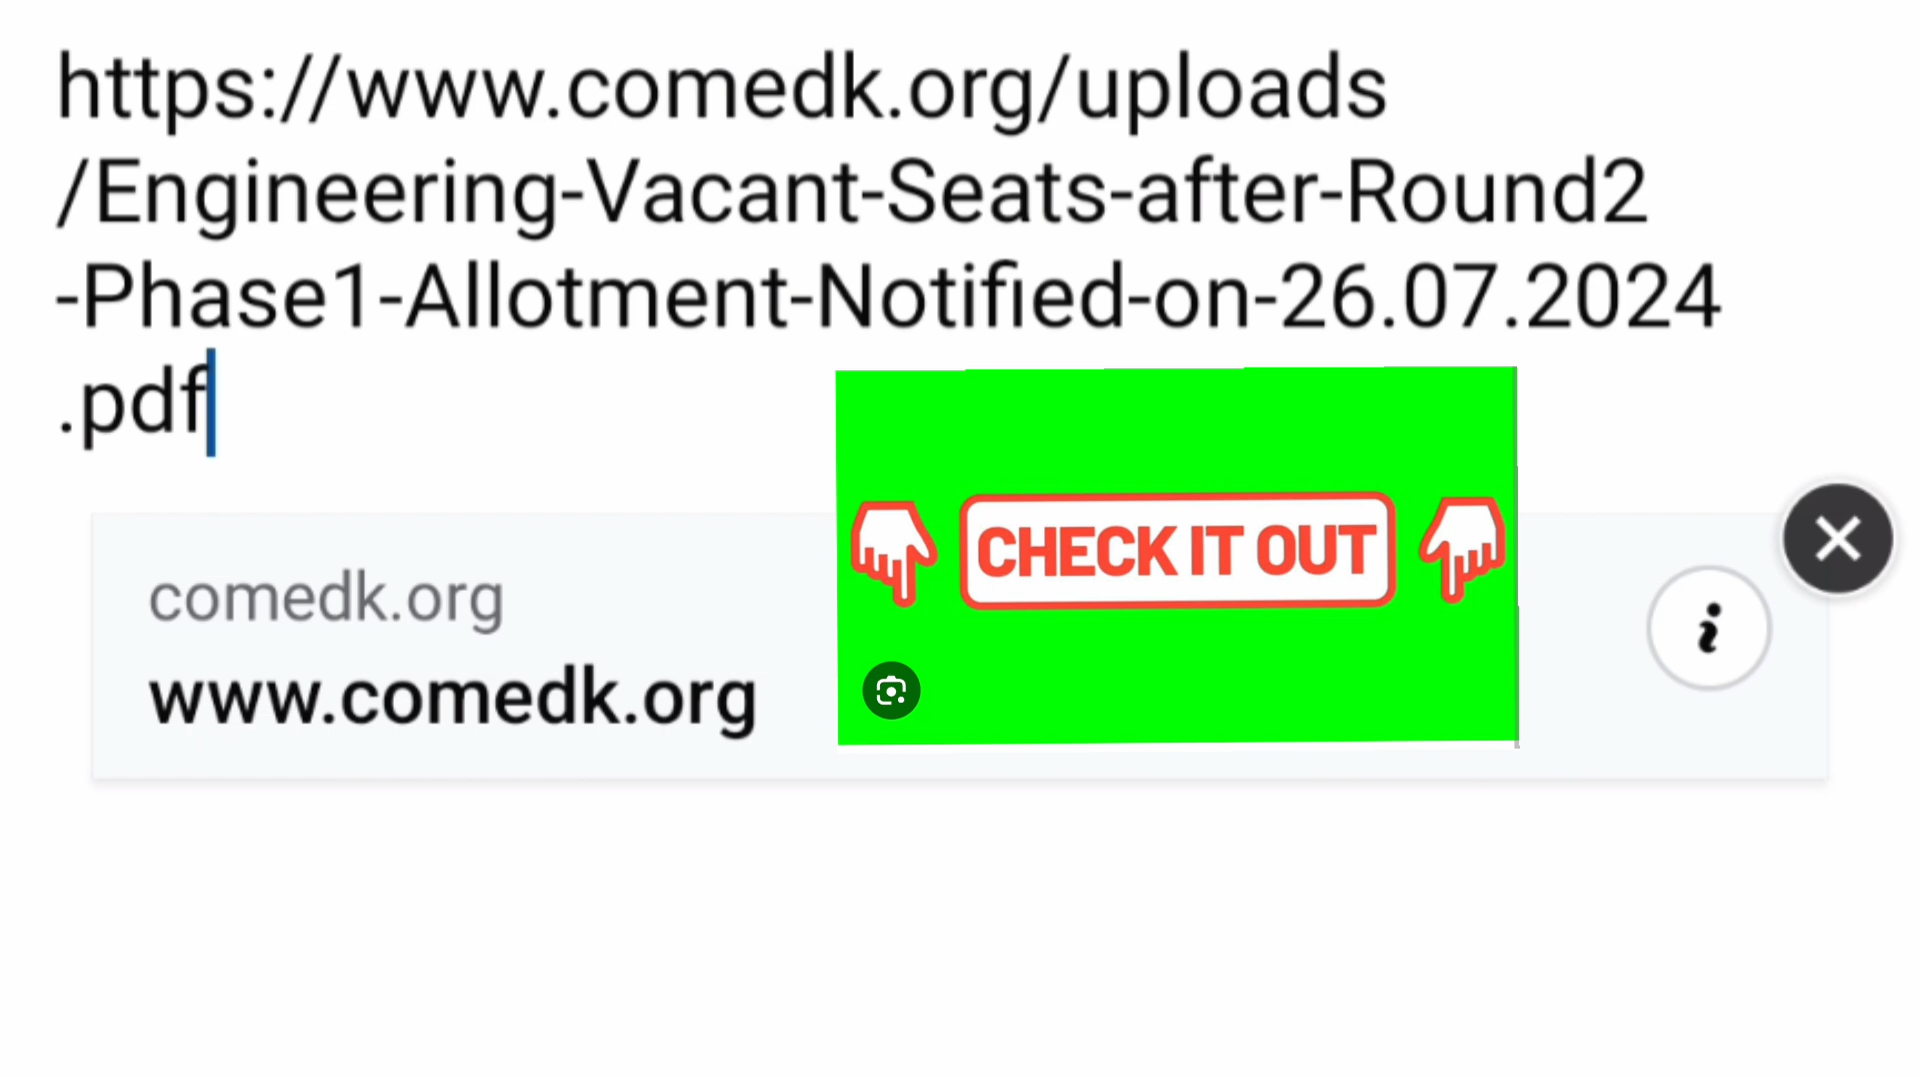 https://www.comedk.org/uploads
/Engineering-Vacant-Seats-after-Round2
-Phase1-Allotment-Notified-on-26.07.2024
.pdf
CHECK IT OUT
comedk.org
www.comedk.org
i